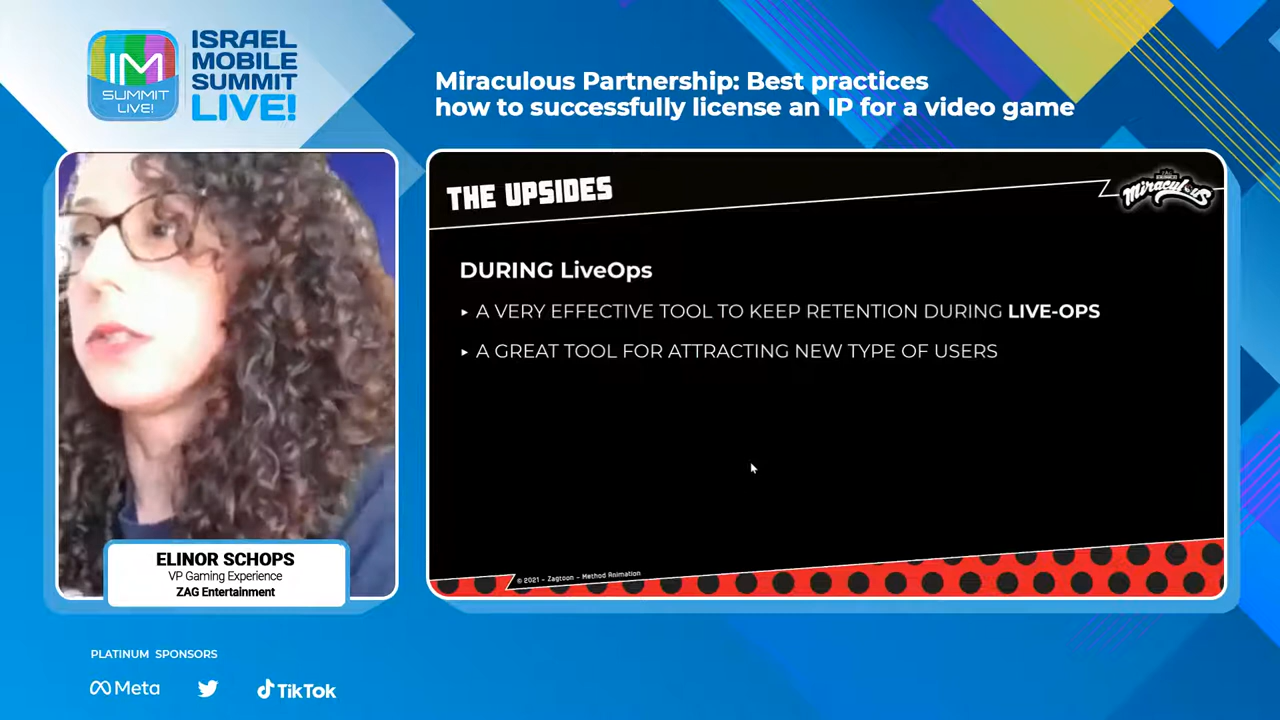 IM
SUMMIT
LIVE!
ISRAEL
MOBILE
SUMMIT
LIVE!
Miraculous Partnership: Best practices
how to successfully license an IP for a video game
THE UPSIDES
Miraculous
DURING LiveOps
▸ A VERY EFFECTIVE TOOL TO KEEP RETENTION DURING LIVE-OPS
▸ A GREAT TOOL FOR ATTRACTING NEW TYPE OF USERS
© 2021 - Zagtoon - Method Animation
ELINOR SCHOPS
VP Gaming Experience
ZAG Entertainment
PLATINUM SPONSORS
Meta
TikTok